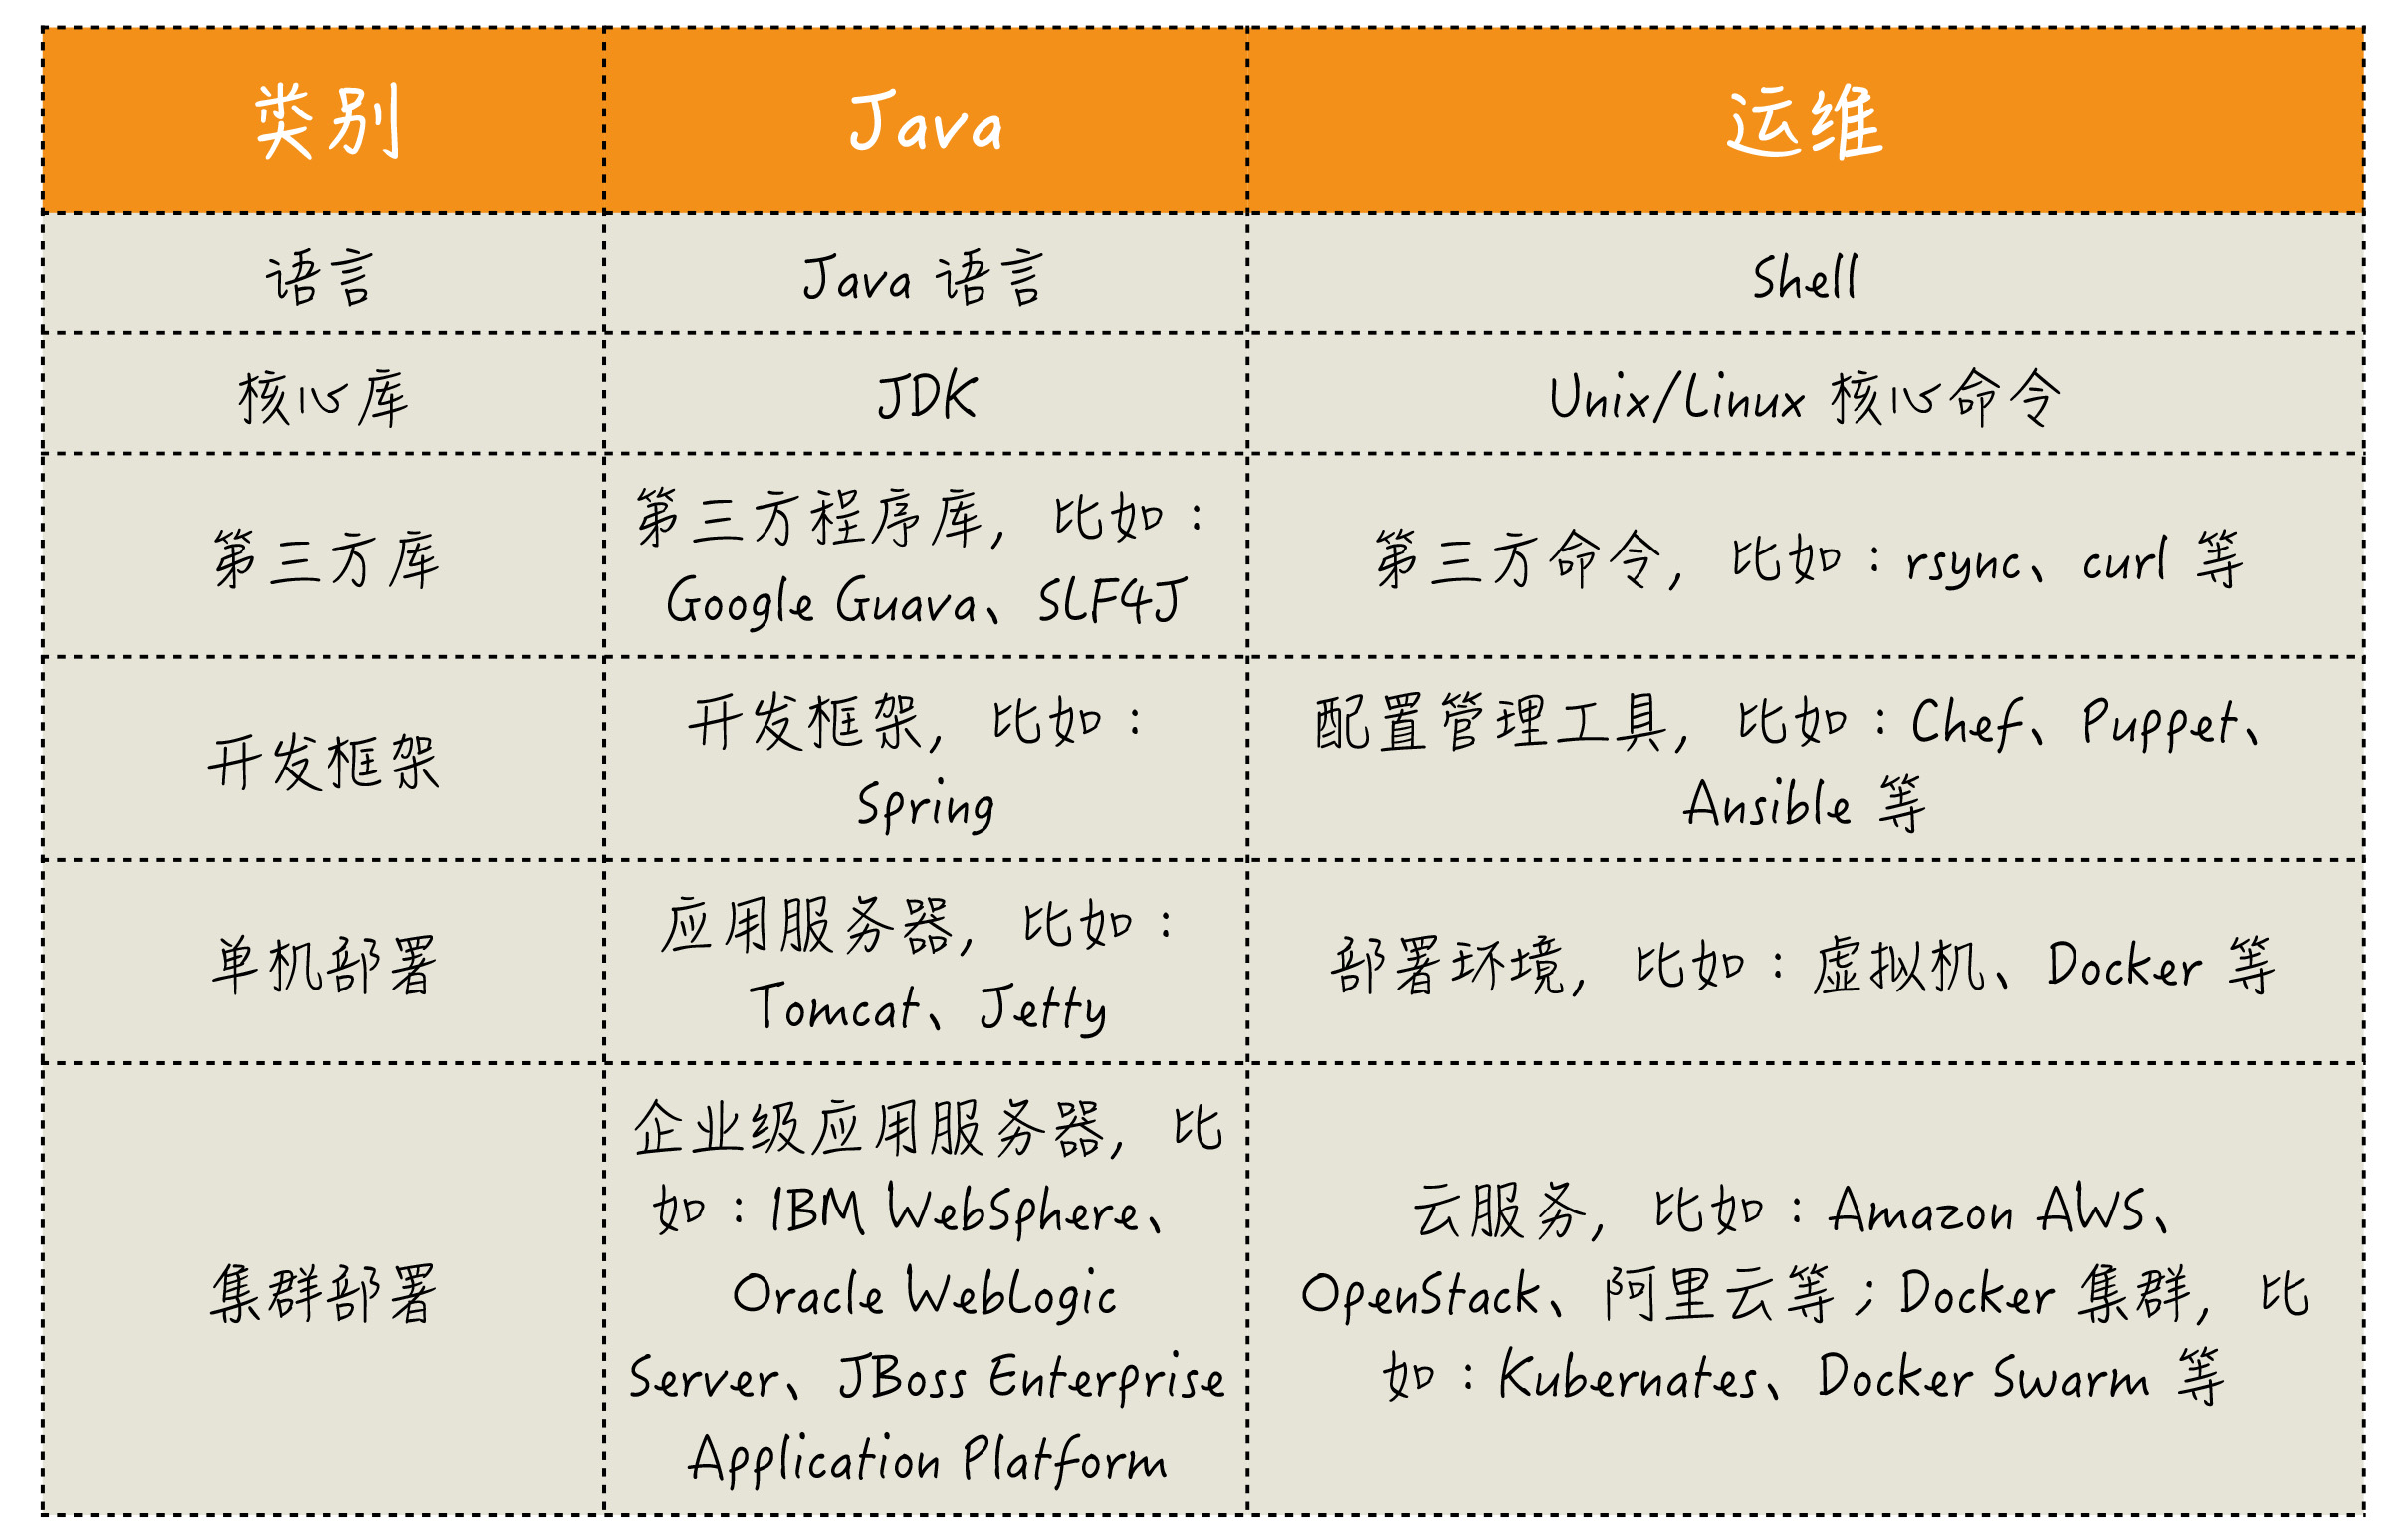 类别
Java
运维
语言
Java 语言
Shell
核心库
JDK
Unix/Linux 核心命令
第三方库
第三方程序库，比如：
Google Guava、SLF4J
第三方命令，比如：rsync、curl 等
开发框架
开发框架，比如：
Spring
配置管理工具，比如：Chef、Puppet、
Ansible 等
单机部署
应用服务器，比如：
Tomcat、Jetty
部署环境，比如：虚拟机、Docker 等
集群部署
企业级应用服务器，比
如：IBM WebSphere、
Oracle WebLogic
Server、JBoss Enterprise
Application Platform
云服务，比如：Amazon AWS、
OpenStack、阿里云等；Docker 集群，比
如：Kubernates、Docker Swarm 等